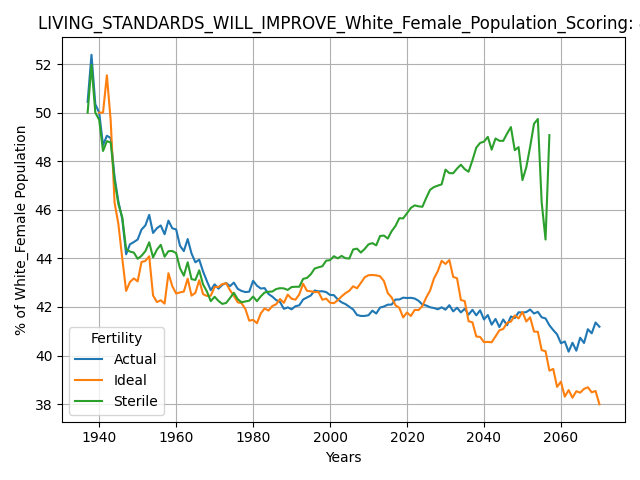 LIVING_STANDARDS_WILL_IMPROVE_White_Female_Population_Scoring:
% of White_Female Population
52
50
48
46
44
42
40
38
Fertility
Actual
Ideal
Sterile
1940 1960 1980 2000 2020 2040 2060
Years